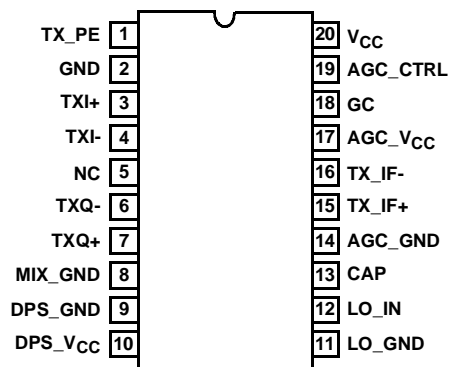 TX_PE 1 20 VCC
GND 2 19 AGC_CTRL
TXI+ 3 18 GC
TXI- 4 17 AGC_VCC
NC 5 16 TX_IF-
TXQ- 6 15 TX_IF+
TXQ+ 7 14 AGC_GND
MIX_GND 8 13 CAP
DPS_GND 9 12 LO_IN
DPS_VCC 10 11 LO_GND